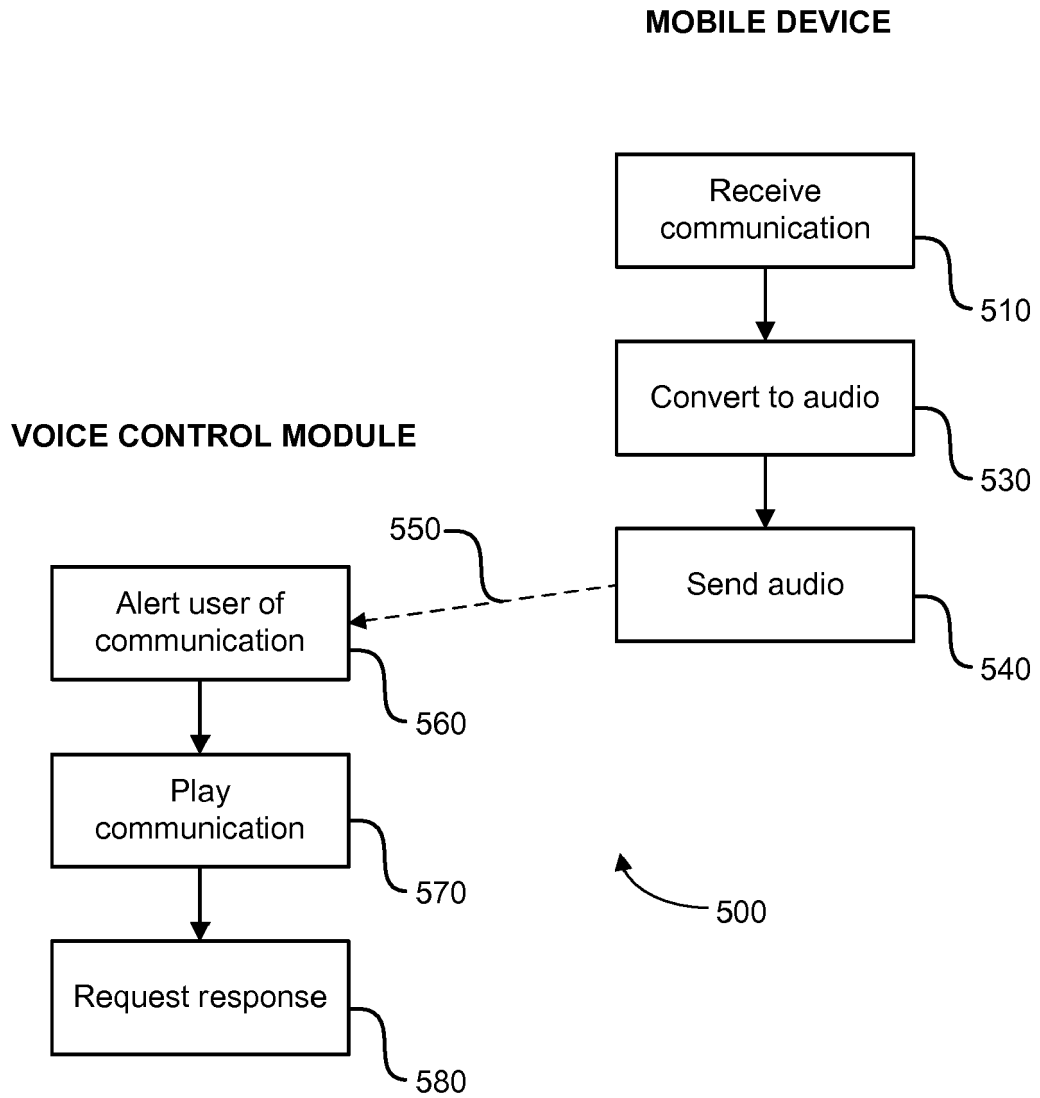 MOBILE DEVICE
Receive
communication
510
Convert to audio
530
Send audio
540
550
VOICE CONTROL MODULE
Alert user of
communication
560
Play
communication
570
Request response
580
500